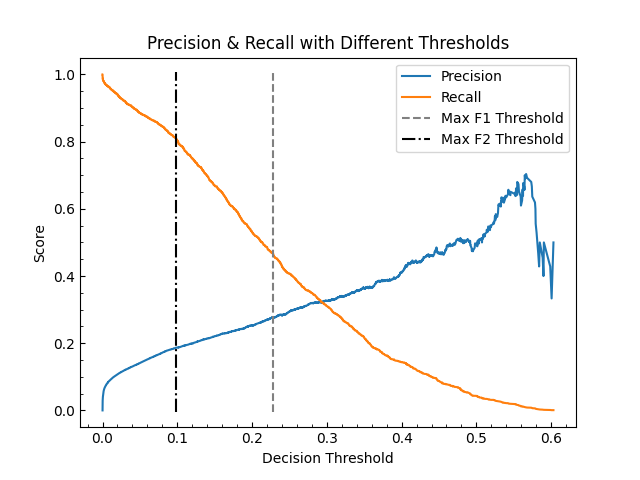 Precision & Recall with Different Thresholds
Precision
Recall
Max F1 Threshold
Max F2 Threshold
Score
1.0
0.8
0.6
0.4
0.2
0.0
0.0 0.1 0.2 0.3 0.4 0.5 0.6
Decision Threshold